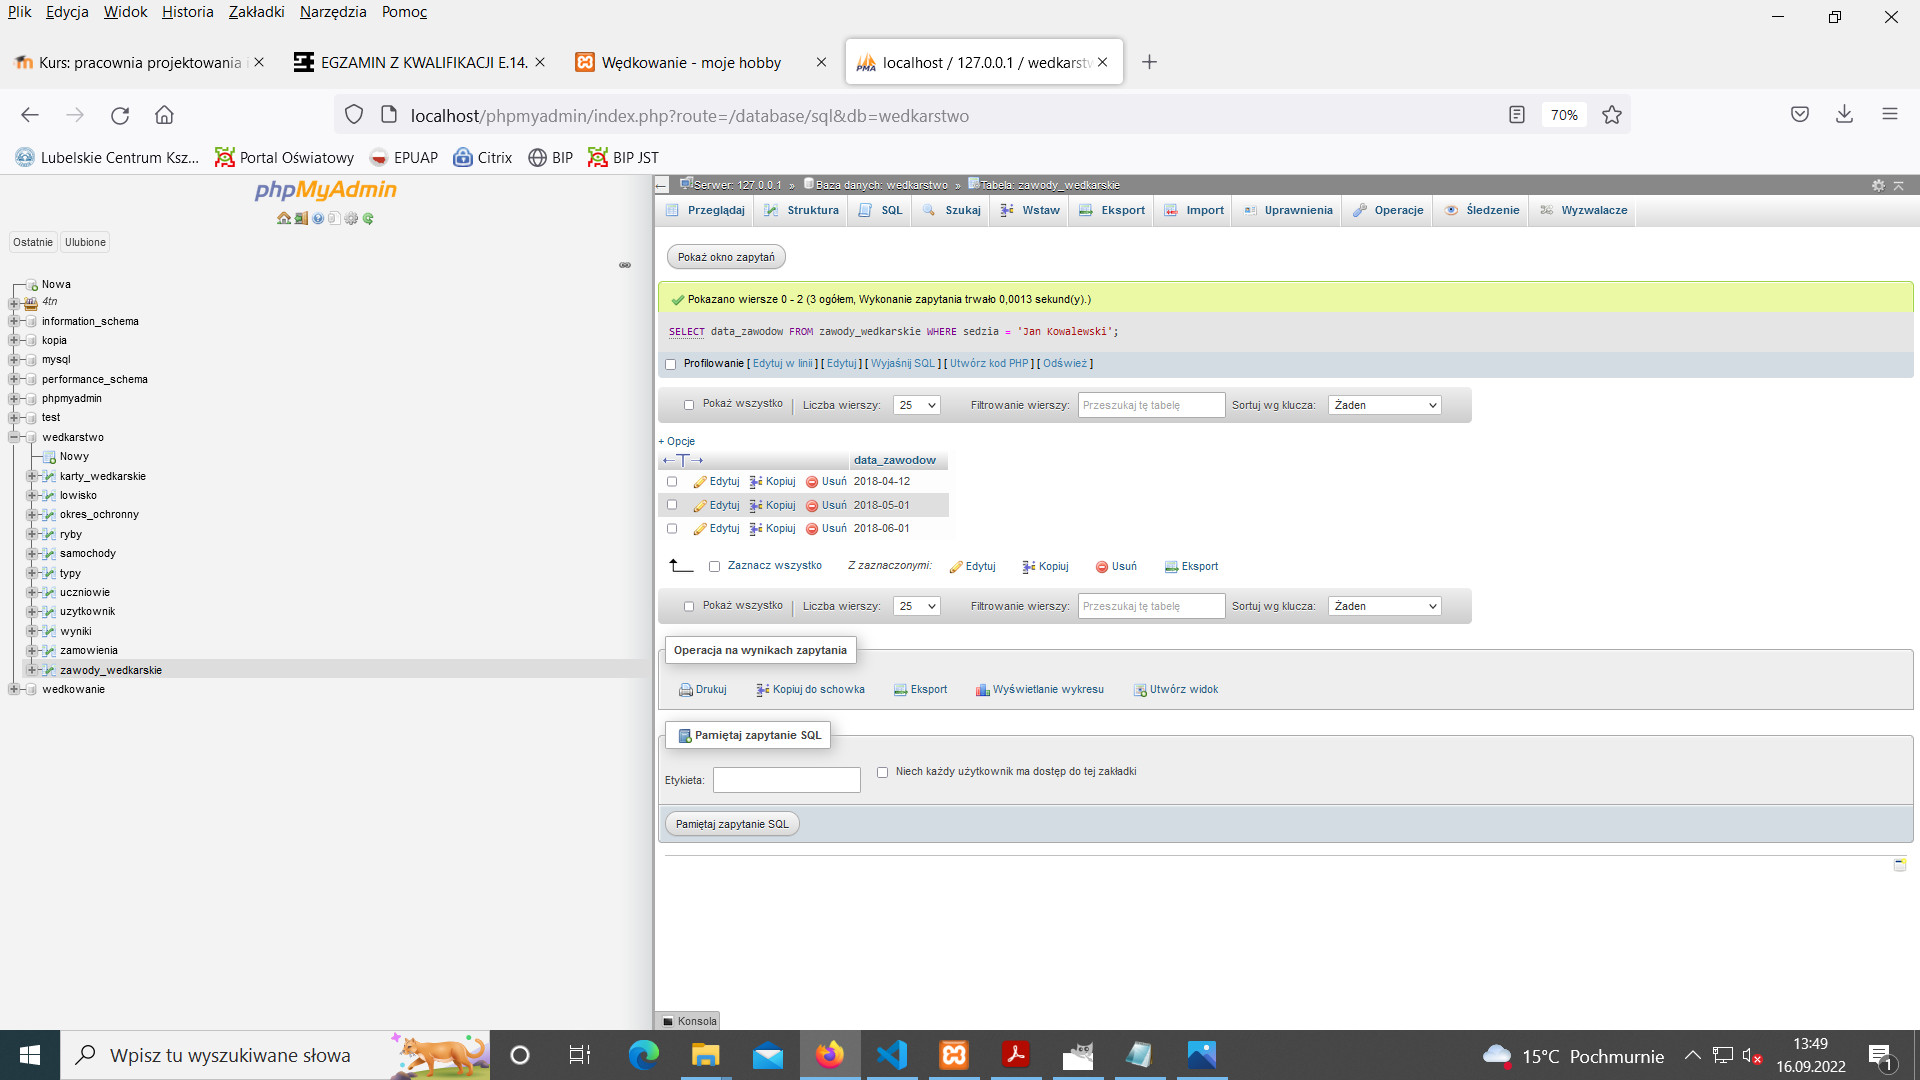 Plik Edycja Widok Historia Zakładki Narzędzia Pomoc
Kurs: pracownia projektowania i
EGZAMIN Z KWALIFIKACJI E.14.
Wędkowanie - moje hobby
localhost / 127.0.0.1 / wedkarstw
localhost/phpmyadmin/index.php?route=/database/sql&db=wedkarstwo
70%
Lubelskie Centrum Ksz... Portal Oświatowy EPUAP Citrix BIP BIP JST
phpMyAdmin
Ostatnie Ulubione
Nowa
4tn
information_schema
kopia
mysql
performance_schema
phpmyadmin
test
wedkarstwo
Nowy
karty_wedkarskie
lowisko
okres_ochronny
ryby
samochody
typy
uczniowie
uzytkownik
wyniki
zamowienia
zawody_wedkarskie
wedkowanie
Serwer: 127.0.0.1 » Baza danych: wedkarstwo » Tabela: zawody_wedkarskie
Przeglądaj Struktura SQL Szukaj Wstaw Eksport Import Uprawnienia Operacje Śledzenie Wyzwalacze
Pokaż okno zapytań
Pokazano wiersze 0 - 2 (3 ogółem, Wykonanie zapytania trwało 0,0013 sekund(y).)
SELECT data_zawodow FROM zawody_wedkarskie WHERE sedzia = 'Jan Kowalewski';
Profilowanie [ Edytuj w linii ] [ Edytuj ] [ Wyjaśnij SQL ] [ Utwórz kod PHP ] [ Odśwież ]
Pokaż wszystko | Liczba wierszy: 25 Filtrowanie wierszy: Przeszukaj tę tabelę Sortuj wg klucza: Żaden
+ Opcje
←T→ data_zawodow
Edytuj Kopiuj Usuń 2018-04-12
Edytuj Kopiuj Usuń 2018-05-01
Edytuj Kopiuj Usuń 2018-06-01
Zaznacz wszystko Z zaznaczonymi: Edytuj Kopiuj Usuń Eksport
Pokaż wszystko | Liczba wierszy: 25 Filtrowanie wierszy: Przeszukaj tę tabelę Sortuj wg klucza: Żaden
Operacja na wynikach zapytania
Drukuj Kopiuj do schowka Eksport Wyświetlanie wykresu Utwórz widok
Pamiętaj zapytanie SQL
Etykieta: Niech każdy użytkownik ma dostęp do tej zakładki
Pamiętaj zapytanie SQL
Konsola
Wpisz tu wyszukiwane słowa
15°C Pochmurnie
13:49
16.09.2022
1